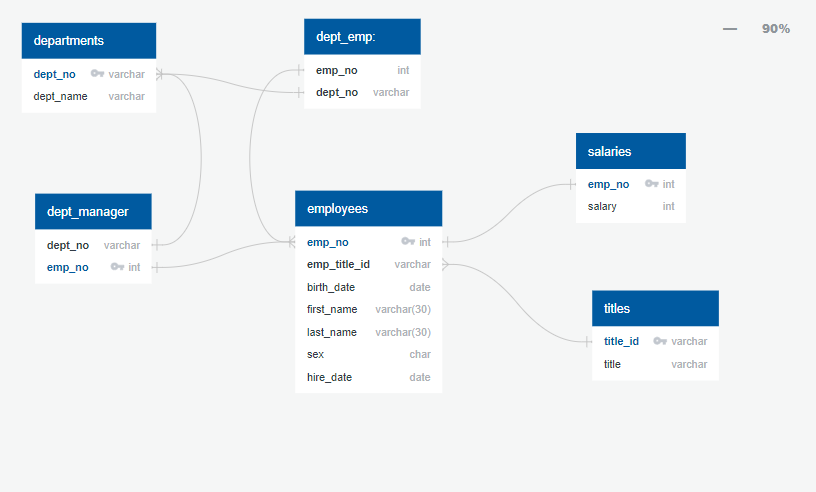 departments
dept_no varchar
dept_name varchar
dept_emp:
emp_no int
dept_no varchar
90%
salaries
emp_no int
salary int
dept_manager
dept_no varchar
emp_no int
employees
emp_no int
emp_title_id varchar
birth_date date
first_name varchar(30)
last_name varchar(30)
sex char
hire_date date
titles
title_id varchar
title varchar